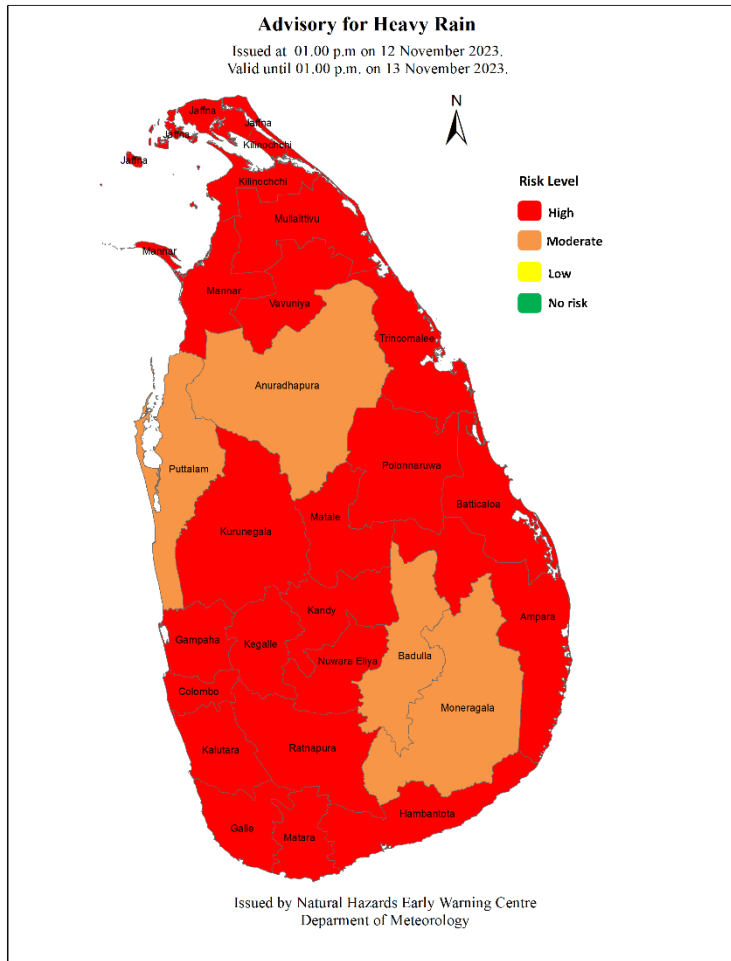 Advisory for Heavy Rain
Issued at 01.00 p.m on 12 November 2023.
Valid until 01.00 p.m. on 13 November 2023.
N
Risk Level
High
Moderate
Low
No risk
Jaffna
Jaffna
Jaffna
Jaffna
Kilinochchi
Kilinochchi
Mullaittivu
Mannar
Mannar
Vavuniya
Trincomalee
Anuradhapura
Puttalam
Polonnaruwa
Batticaloa
Matale
Kurunegala
Kandy
Ampara
Gampaha
Kegalle
Nuwara Eliya
Badulla
Colombo
Moneragala
Kalutara
Ratnapura
Hambantota
Galle
Matara
Issued by Natural Hazards Early Warning Centre
Deparment of Meteorology